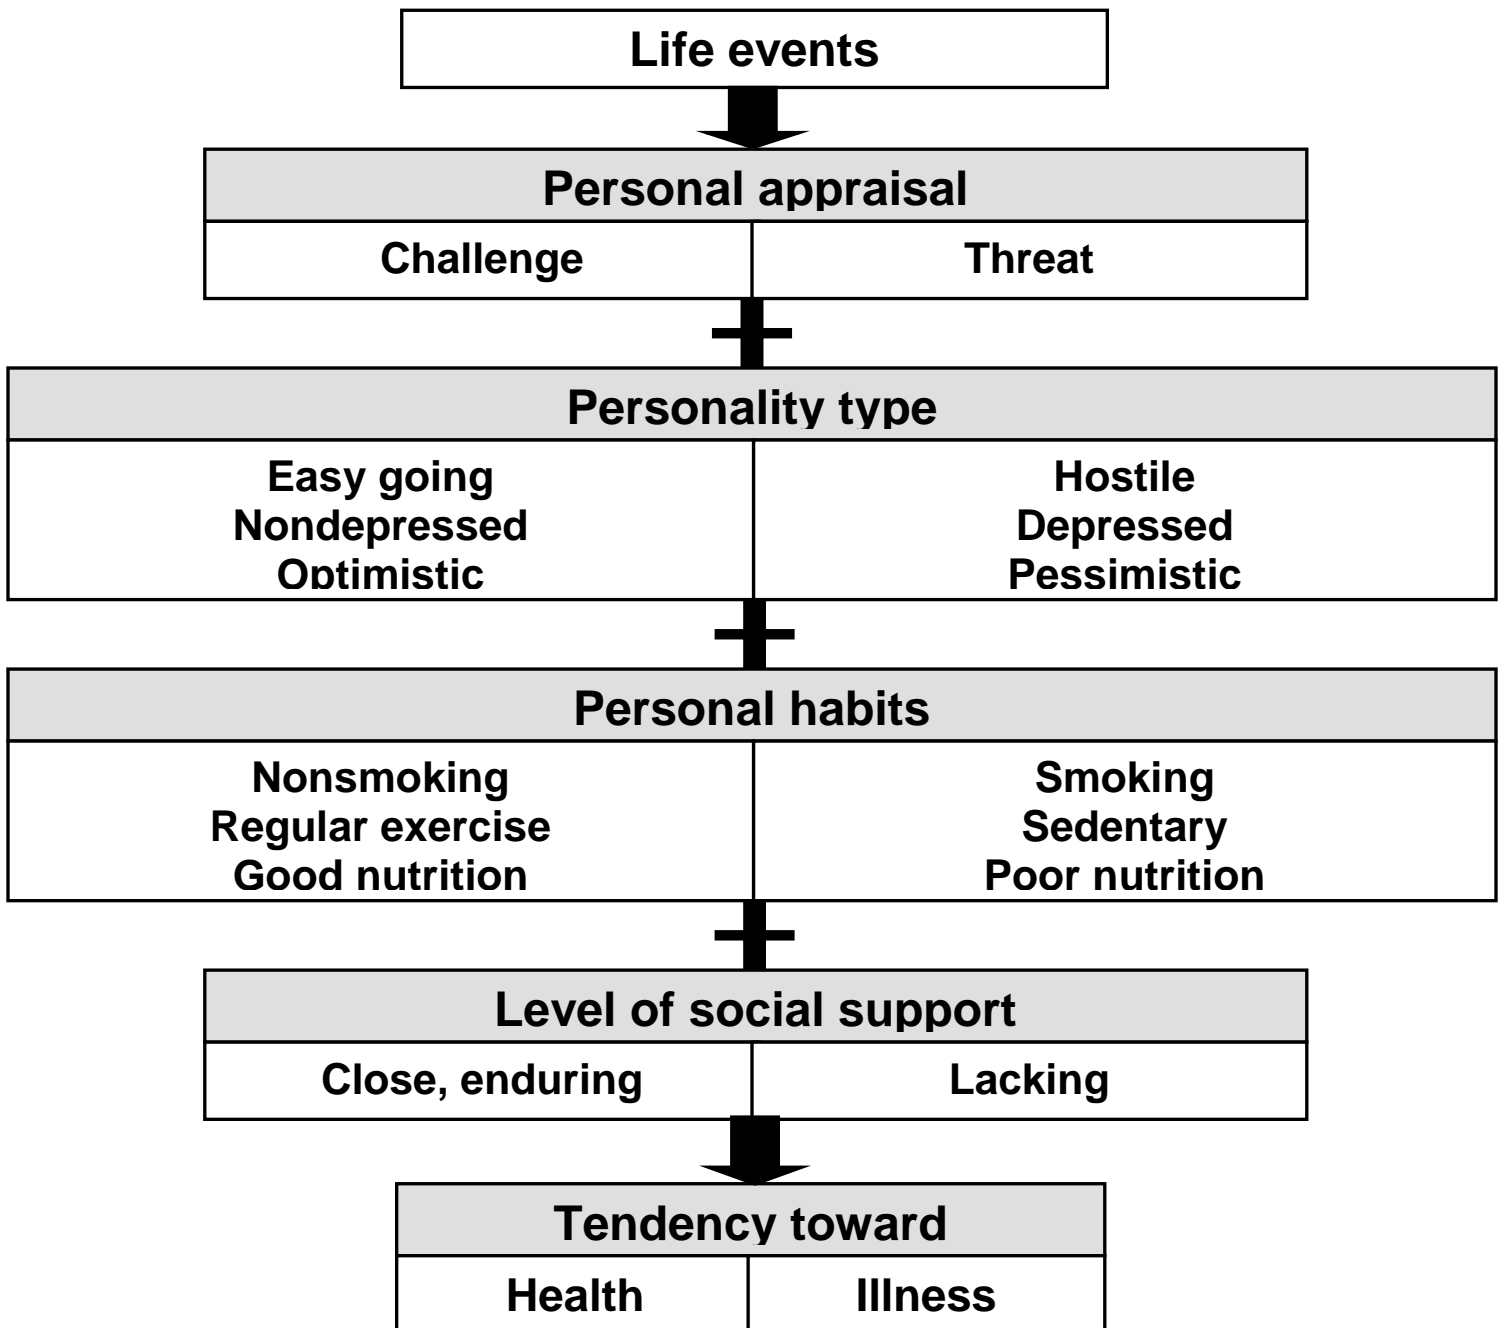 Life events
Personal appraisal
Challenge
Threat
Personality type
Easy going
Nondepressed
Optimistic
Hostile
Depressed
Pessimistic
Personal habits
Nonsmoking
Regular exercise
Good nutrition
Smoking
Sedentary
Poor nutrition
Level of social support
Close, enduring
Lacking
Tendency toward
Health
Illness